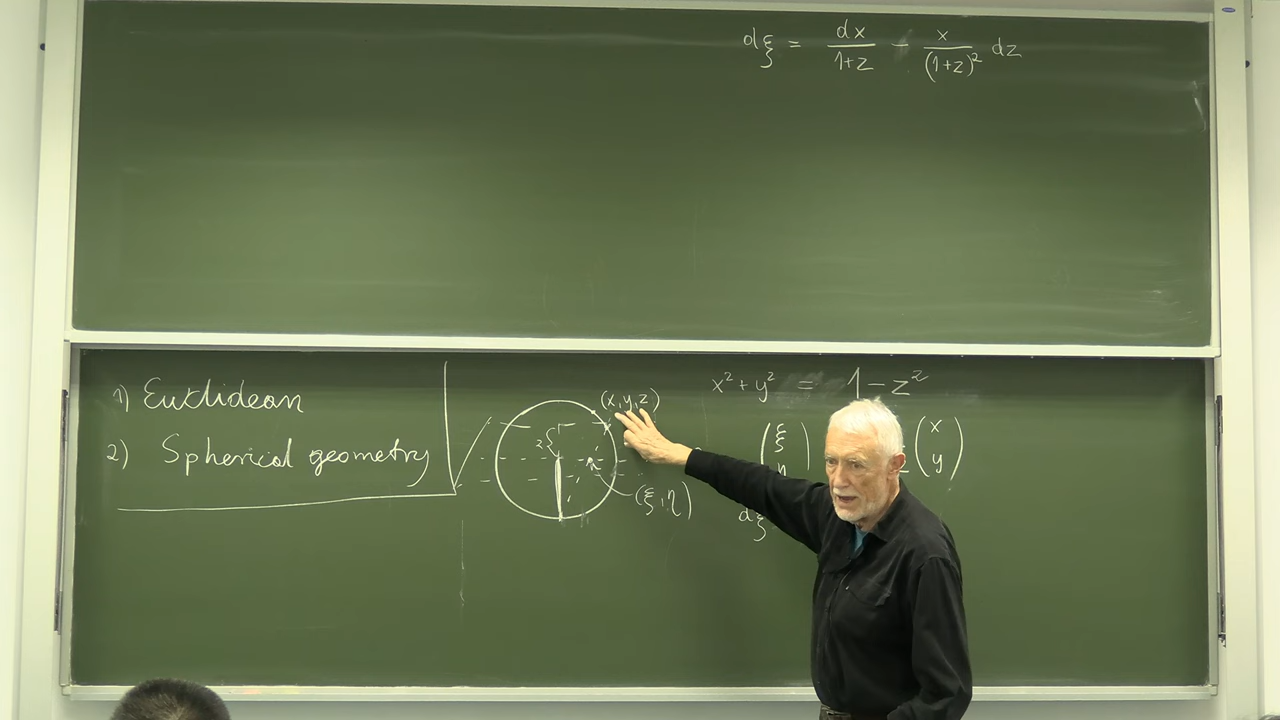 dξ = dx/(1+z) - x/(1+z)² dz
1) Euclidean
2) Spherical geometry
(x,y,z)
z
(ξ,η)
x² + y² = 1 - z²
(ξ η)
(x y)
dξ